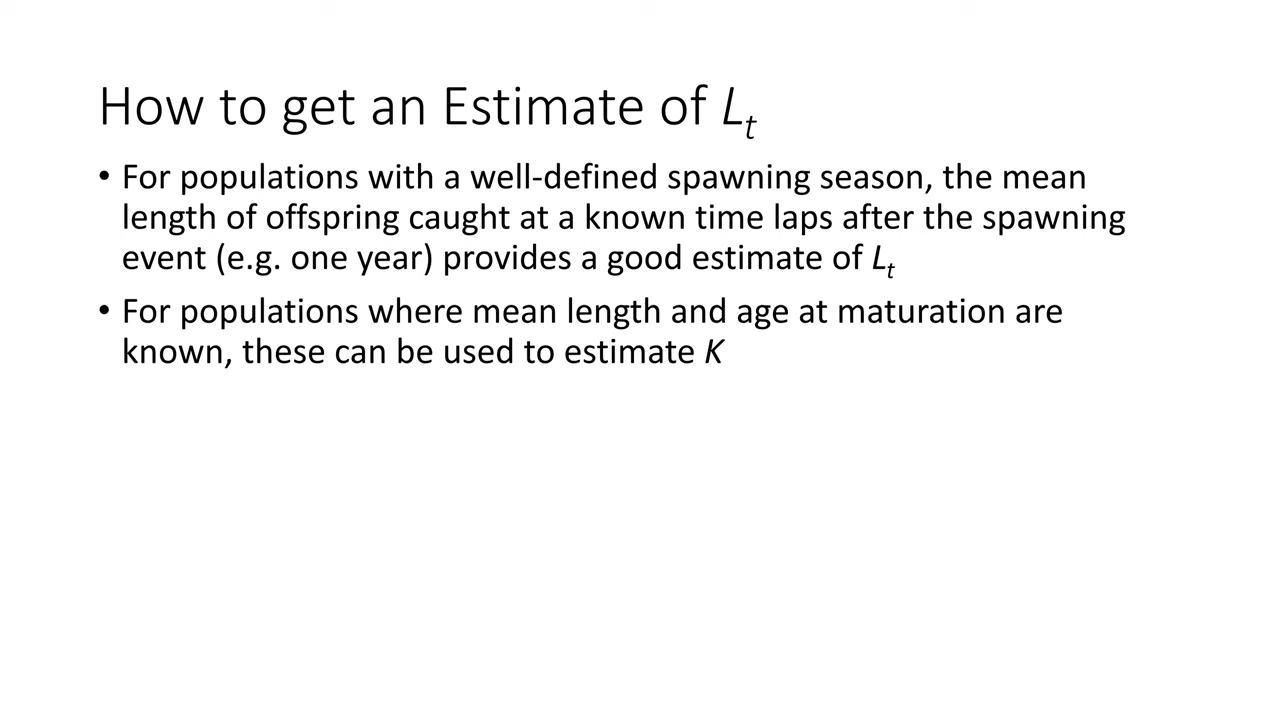 How to get an Estimate of Lt
• For populations with a well-defined spawning season, the mean
length of offspring caught at a known time laps after the spawning
event (e.g. one year) provides a good estimate of Lt
• For populations where mean length and age at maturation are
known, these can be used to estimate K